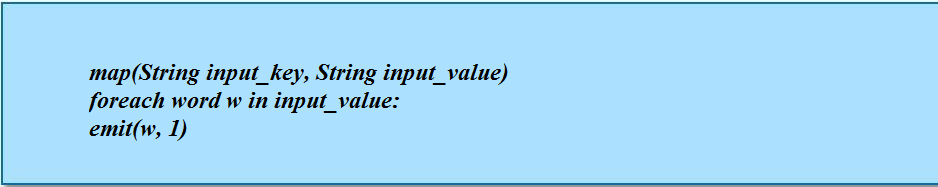 map(String input_key, String input_value)
foreach word w in input_value:
emit(w, 1)